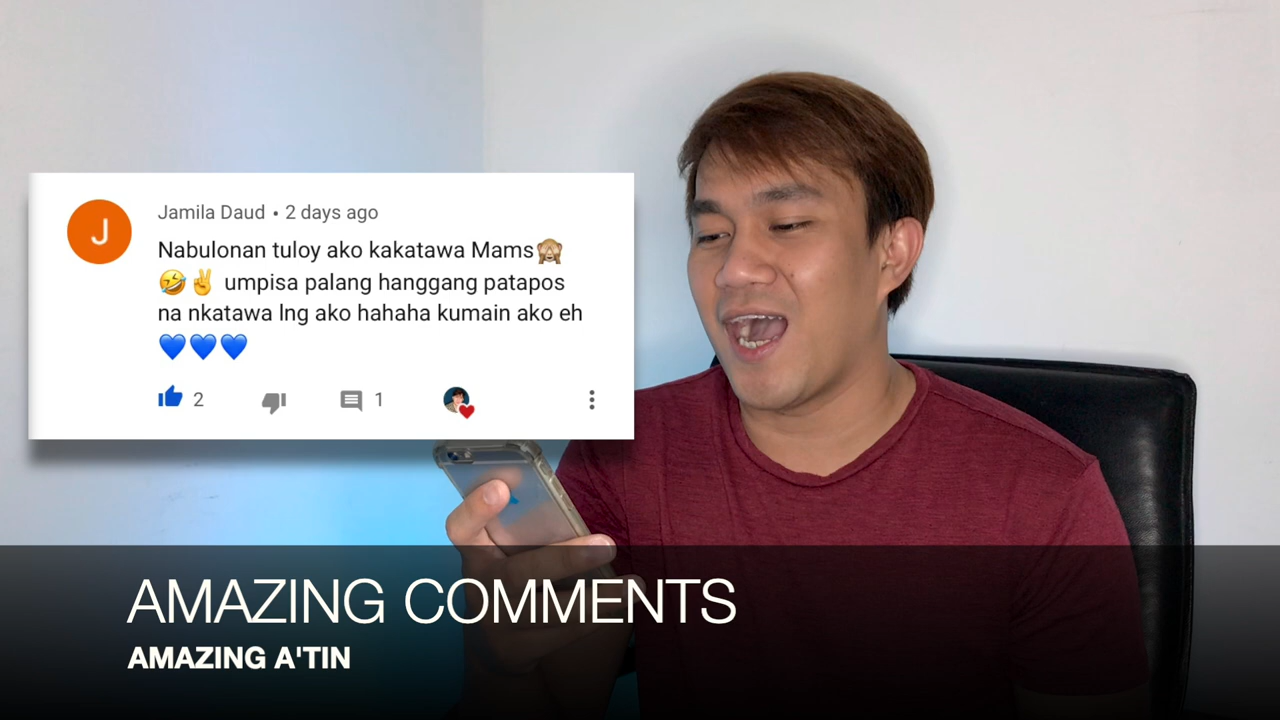 J
Jamila Daud • 2 days ago
Nabulonan tuloy ako kakatawa Mams🙈
🤣✌️ umpisa palang hanggang patapos
na nkatawa lng ako hahaha kumain ako eh
💙💙💙
2 1
AMAZING COMMENTS
AMAZING A'TIN